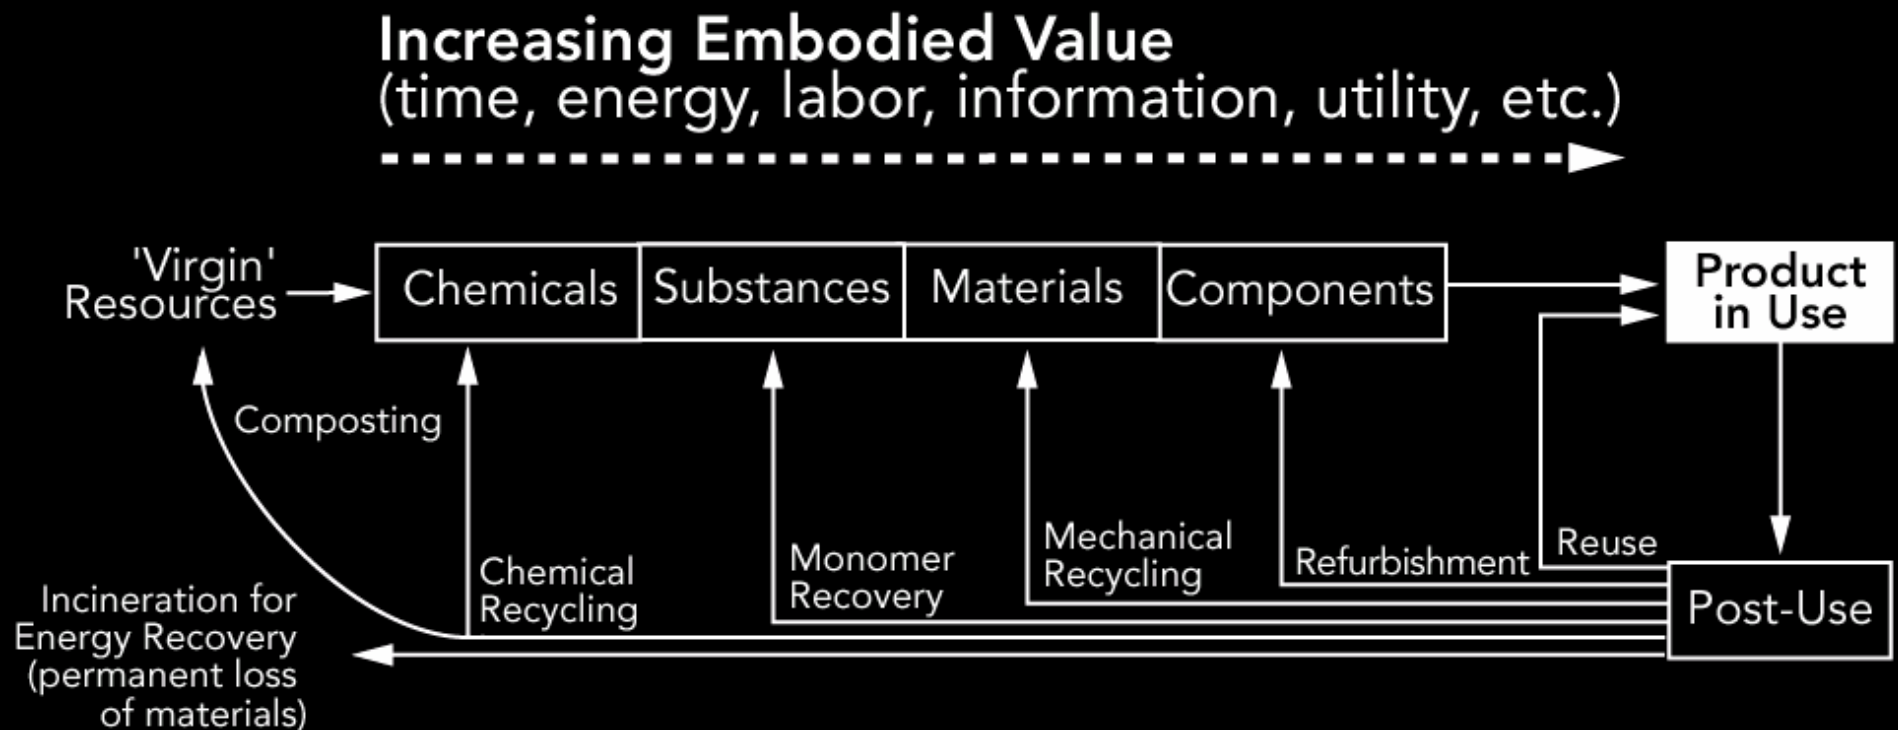 Increasing Embodied Value
(time, energy, labor, information, utility, etc.)
'Virgin'
Resources
Chemicals
Substances
Materials
Components
Product
in Use
Composting
Chemical
Recycling
Monomer
Recovery
Mechanical
Recycling
Refurbishment
Reuse
Post-Use
Incineration for
Energy Recovery
(permanent loss
of materials)